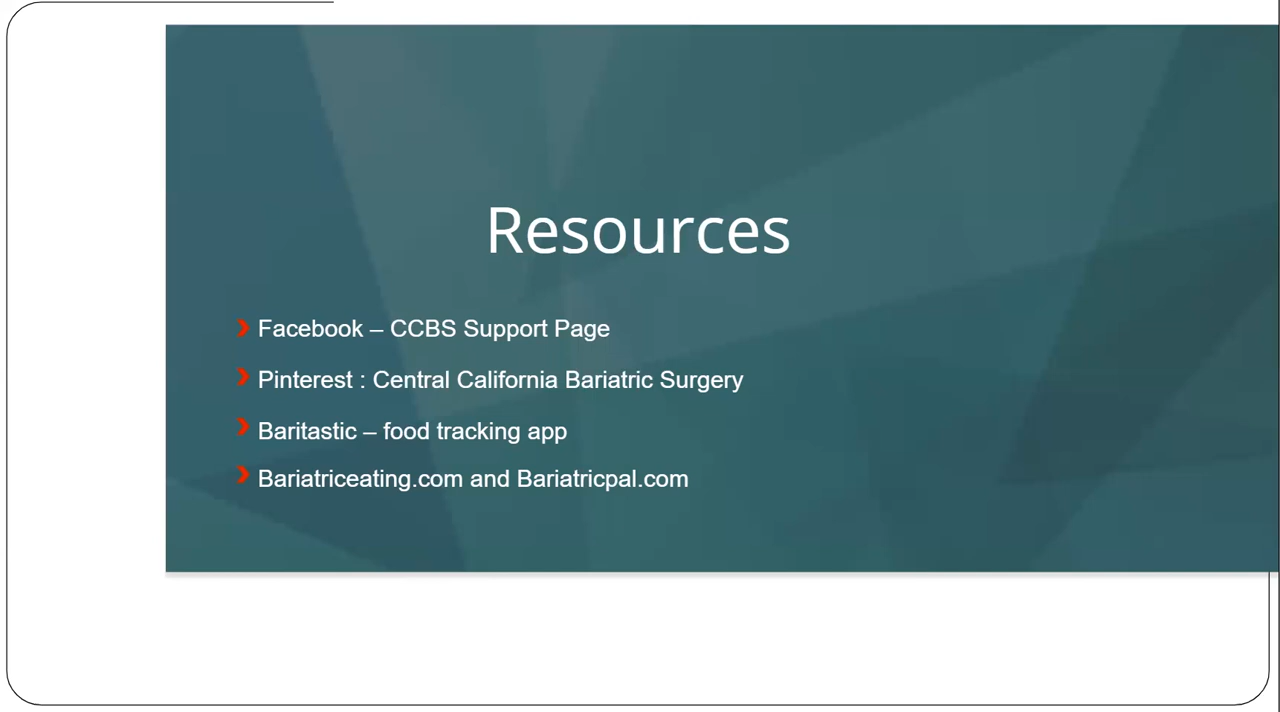 Resources
Facebook – CCBS Support Page
Pinterest : Central California Bariatric Surgery
Baritastic – food tracking app
Bariatriceating.com and Bariatricpal.com